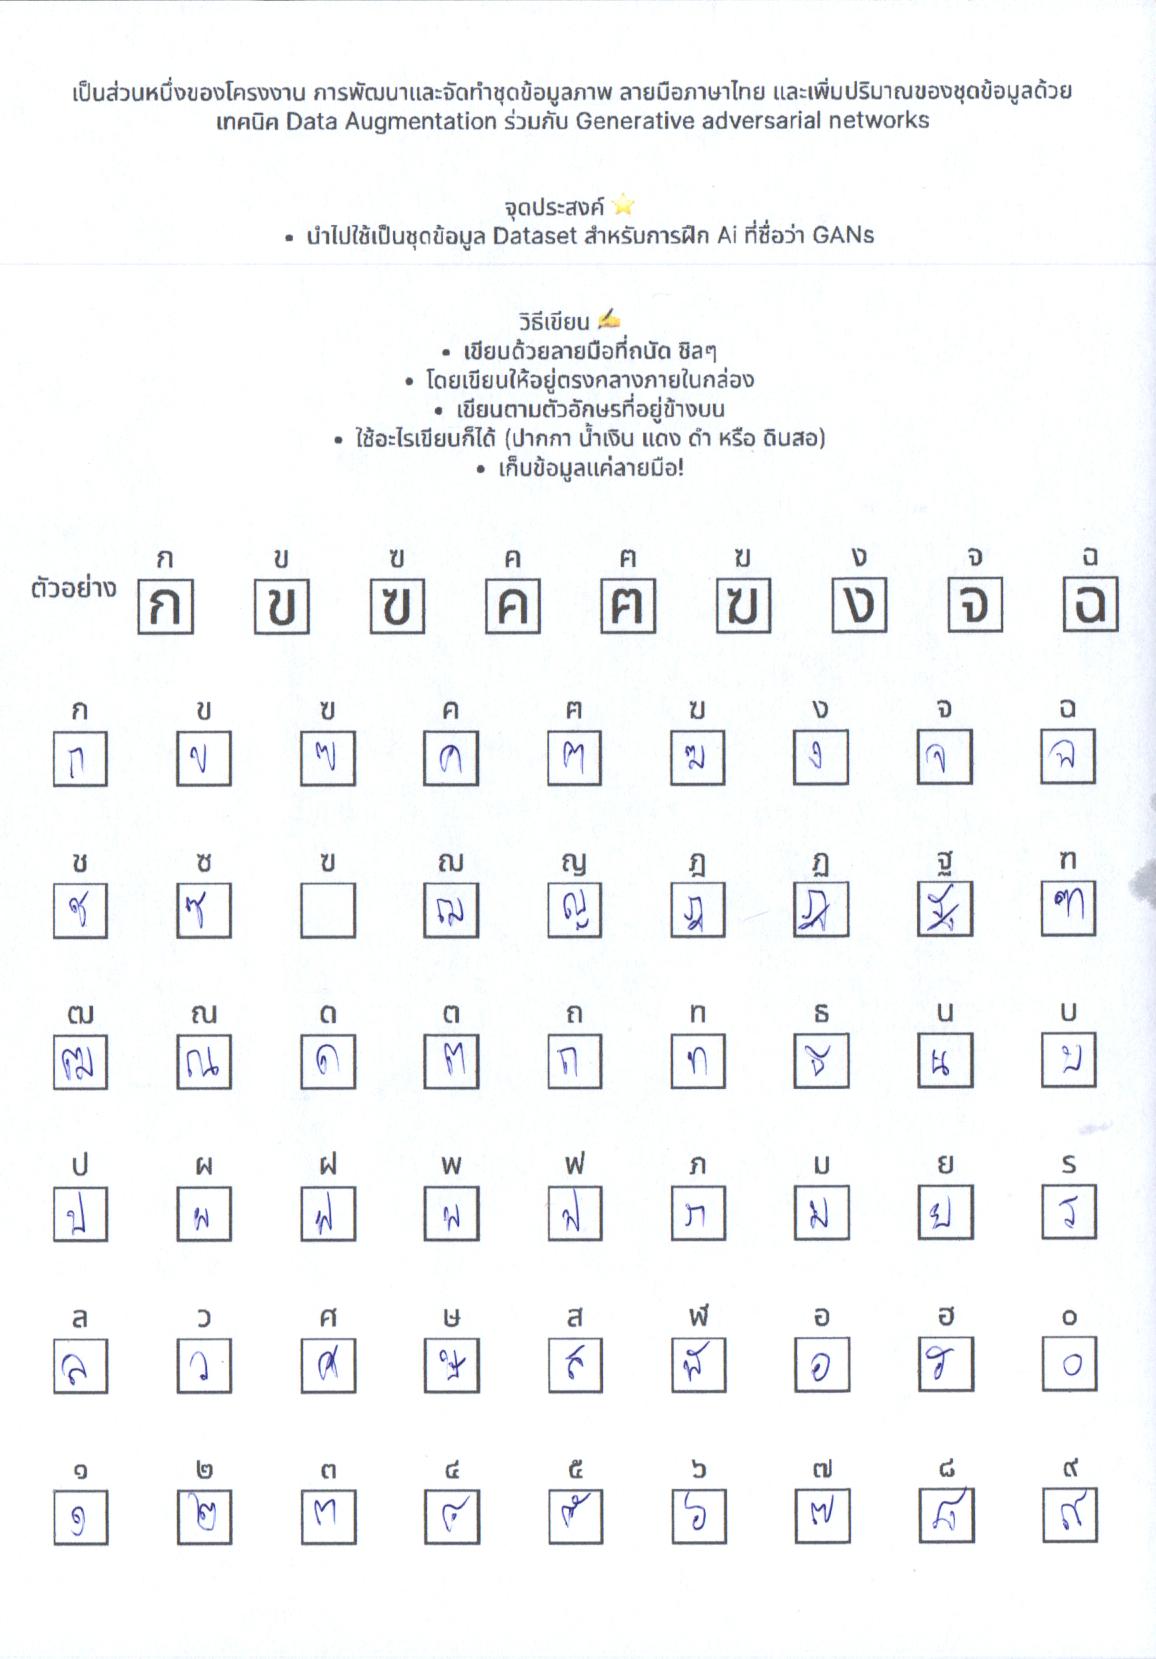 เป็นส่วนหนึ่งของโครงงาน การพัฒนาและจัดทำชุดข้อมูลภาพ ลายมือภาษาไทย และเพิ่มปริมาณของชุดข้อมูลด้วย
เทคนิค Data Augmentation ร่วมกับ Generative adversarial networks
จุดประสงค์ ⭐
• นำไปใช้เป็นชุดข้อมูล Dataset สำหรับการฝึก Ai ที่ชื่อว่า GANs
วิธีเขียน ✍
• เขียนด้วยลายมือที่ถนัด ชิลๆ
• โดยเขียนให้อยู่ตรงกลางภายในกล่อง
• เขียนตามตัวอักษรที่อยู่ข้างบน
• ใช้อะไรเขียนก็ได้ (ปากกา น้ำเงิน แดง ดำ หรือ ดินสอ)
• เก็บข้อมูลแค่ลายมือ!
ก ข ฃ ค ฅ ฆ ง จ ฉ
ตัวอย่าง ก ข ฃ ค ฅ ฆ ง จ ฉ
ก ข ฃ ค ฅ ฆ ง จ ฉ
ก ข ฃ ค ฅ ฆ ง จ ฉ
ช ซ ฃ ฌ ญ ฎ ฏ ฐ ฑ
ช ซ ฌ ญ ฎ ฏ ฐ ฑ
ฒ ณ ด ต ถ ท ธ น บ
ฒ ณ ด ต ถ ท ธ น บ
ป ผ ฝ พ ฟ ภ ม ย ร
ป ผ ฝ พ ฟ ภ ม ย ร
ล ว ศ ษ ส ฬ อ ฮ ๐
ล ว ศ ษ ส ฬ อ ฮ ๐
๑ ๒ ๓ ๔ ๕ ๖ ๗ ๘ ๙
๑ ๒ ๓ ๔ ๕ ๖ ๗ ๘ ๙